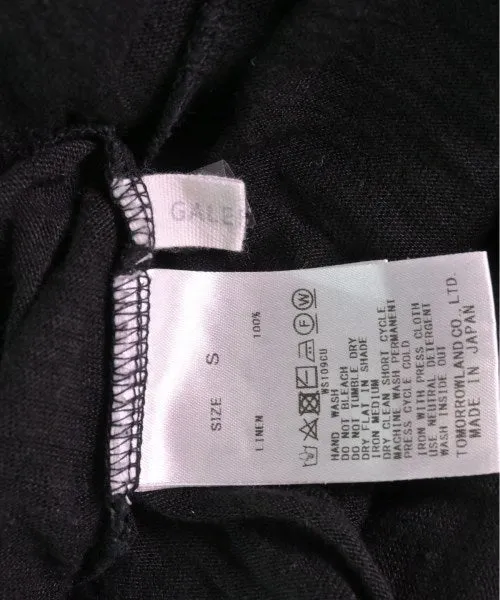 GALE
SIZE S
LINEN 100%
WS109CU
HAND WASH
DO NOT BLEACH
DO NOT TUMBLE DRY
DRY FLAT IN SHADE
IRON MEDIUM
DRY CLEAN SHORT CYCLE
MACHINE WASH PERMANENT
PRESS CYCLE COLD
IRON WITH PRESS CLOTH
USE NEUTRAL DETERGENT
WASH INSIDE OUT
TOMORROWLAND CO., LTD.
MADE IN JAPAN